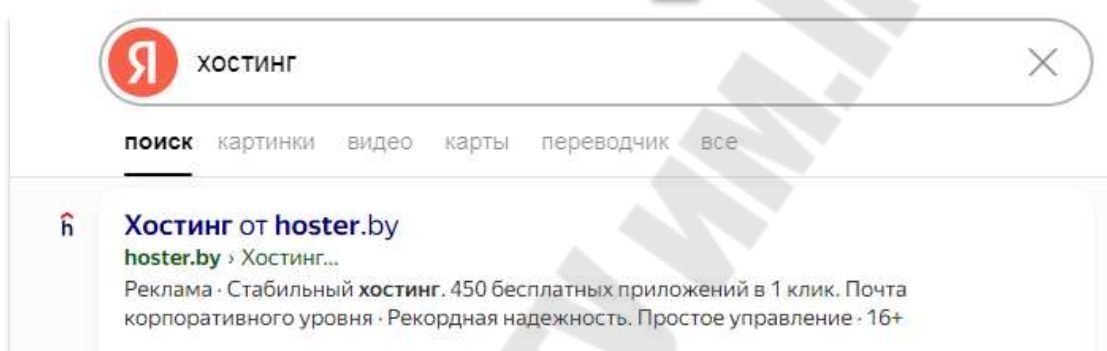 Я хостинг
поиск картинки видео карты переводчик все
Хостинг от hoster.by
hoster.by › Хостинг...
Реклама · Стабильный хостинг. 450 бесплатных приложений в 1 клик. Почта
корпоративного уровня · Рекордная надежность. Простое управление · 16+